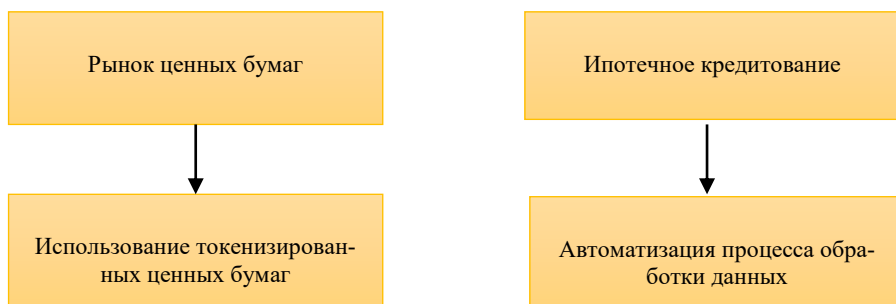 Рынок ценных бумаг
Ипотечное кредитование
Использование токенизирован-
ных ценных бумаг
Автоматизация процесса обра-
ботки данных